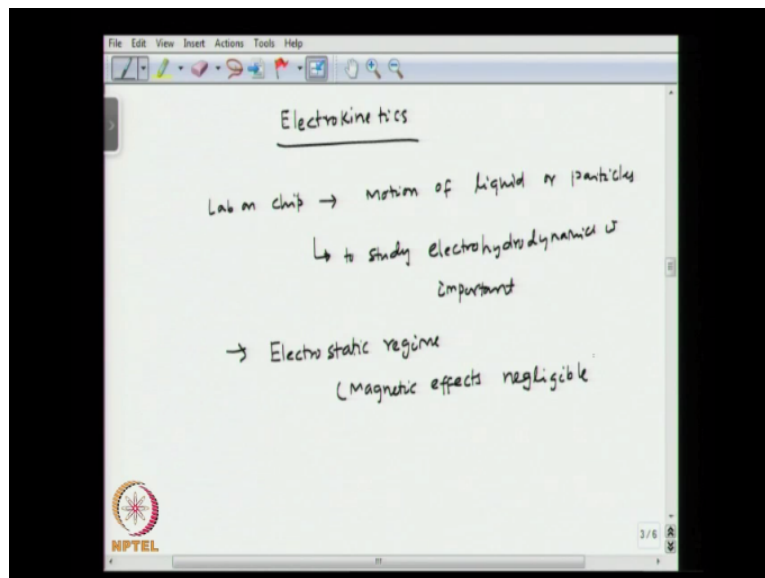 File Edit View Insert Actions Tools Help
Electrokinetics
Lab on chip → Motion of liquid or particles
↳ to study electrohydrodynamics is
important
→ Electrostatic regime
(Magnetic effects negligible
3/6
NPTEL